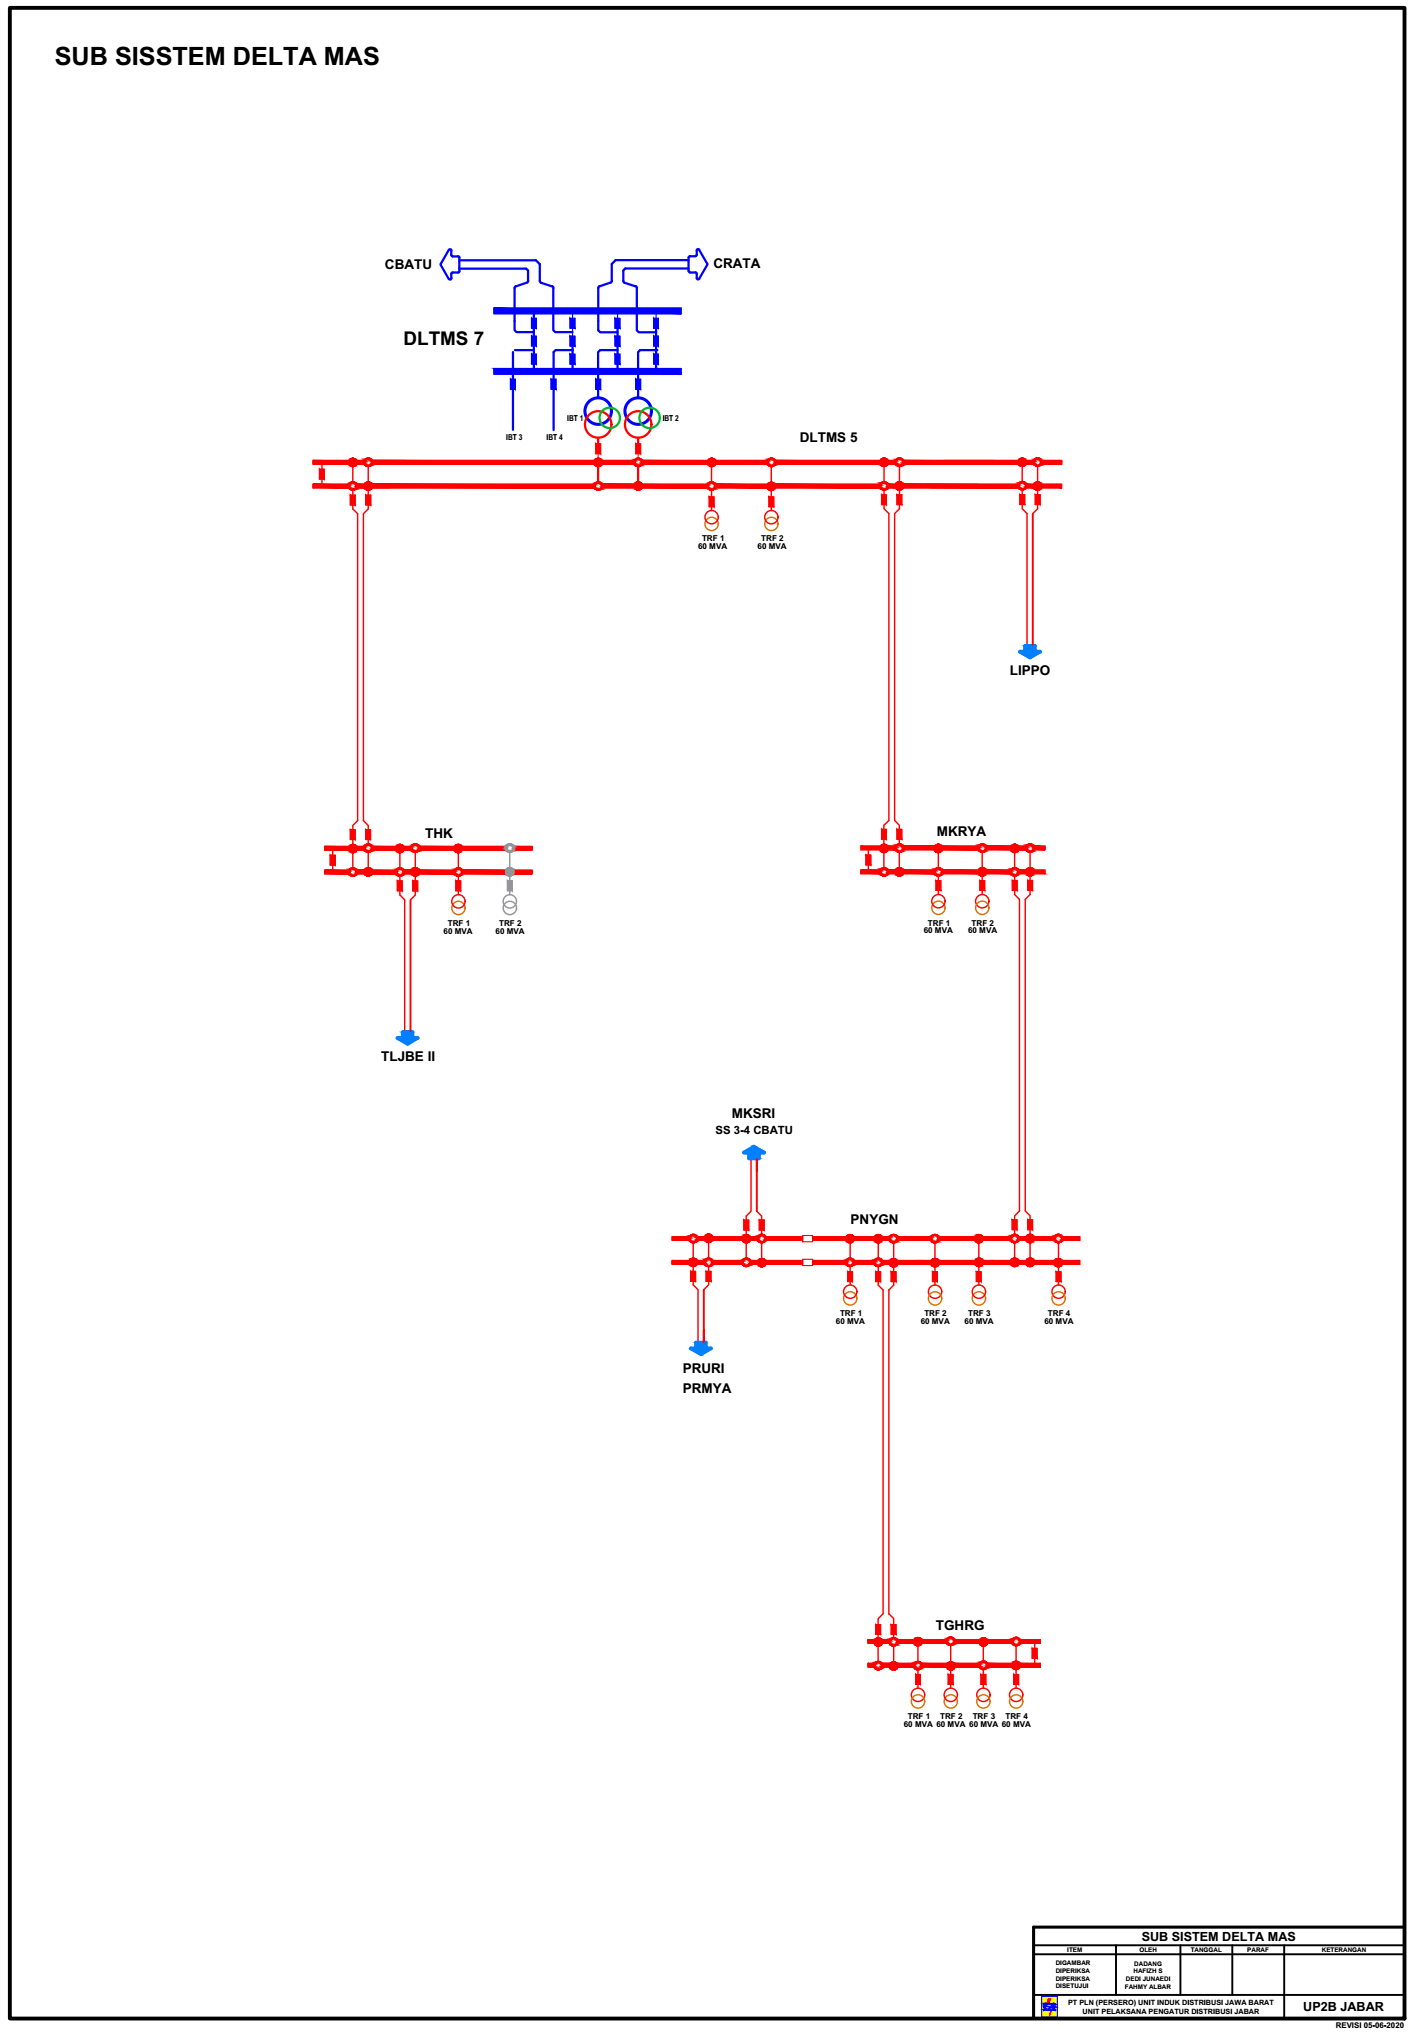 SUB SISSTEM DELTA MAS
CBATU
CRATA
DLTMS 7
IBT 1
IBT 2
IBT 3
IBT 4
DLTMS 5
TRF 1
60 MVA
TRF 2
60 MVA
LIPPO
THK
MKRYA
TRF 1
60 MVA
TRF 2
60 MVA
TRF 1
60 MVA
TRF 2
60 MVA
TLJBE II
MKSRI
SS 3-4 CBATU
PNYGN
TRF 1
60 MVA
TRF 2
60 MVA
TRF 3
60 MVA
TRF 4
60 MVA
PRURI
PRMYA
TGHRG
TRF 1
60 MVA
TRF 2
60 MVA
TRF 3
60 MVA
TRF 4
60 MVA
SUB SISTEM DELTA MAS
ITEM OLEH TANGGAL PARAF KETERANGAN
DIGAMBAR DADANG
DIPERIKSA HAFIZH S
DIPERIKSA DEDI JUNAEDI
DISETUJUI FAHMY ALBAR
PT PLN (PERSERO) UNIT INDUK DISTRIBUSI JAWA BARAT
UNIT PELAKSANA PENGATUR DISTRIBUSI JABAR
UP2B JABAR
REVISI 05-06-2020